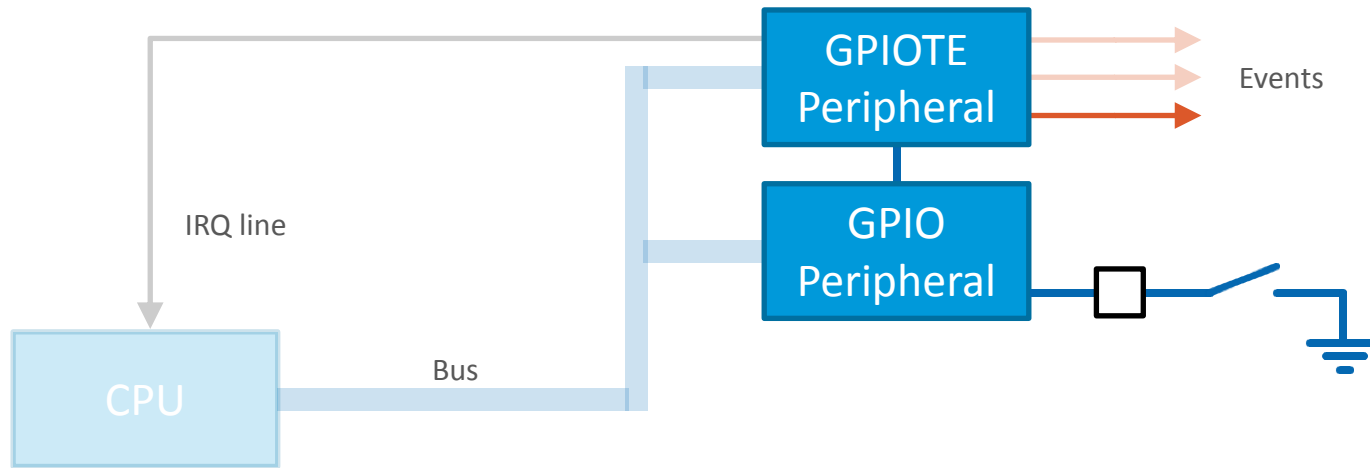 GPIOTE
Peripheral
Events
IRQ line
GPIO
Peripheral
Bus
CPU